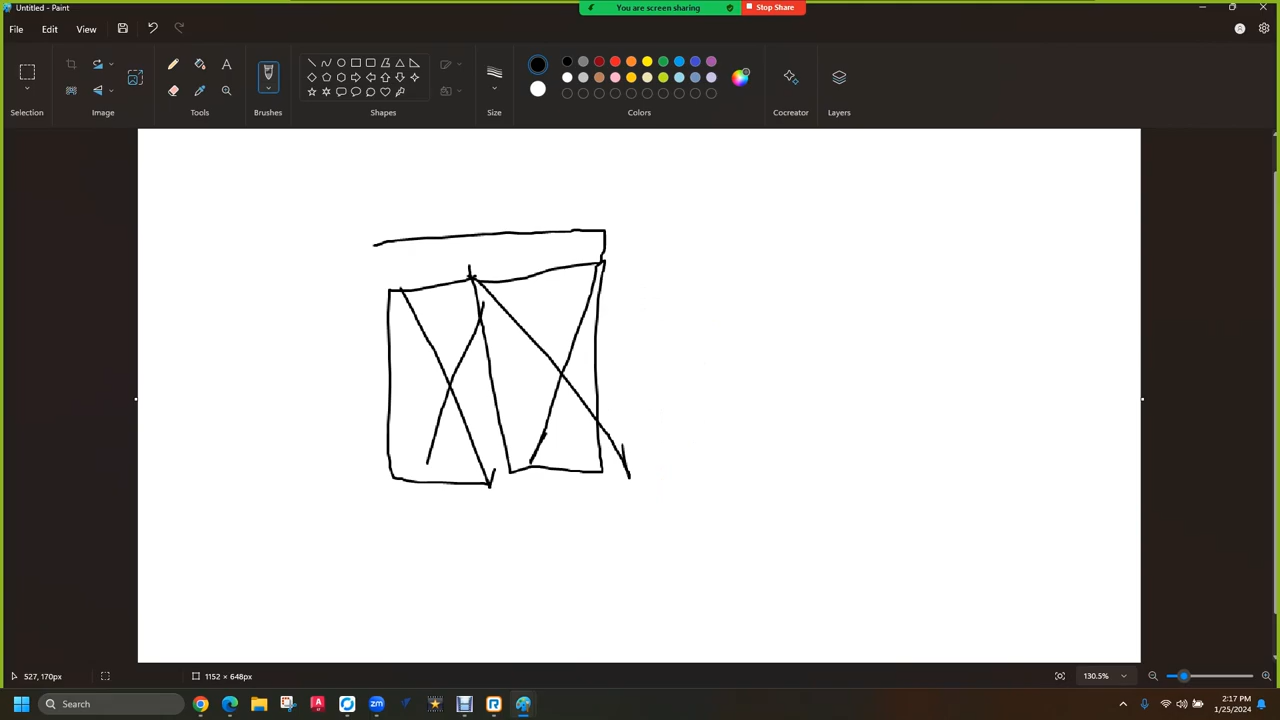 Untitled - Paint
You are screen sharing
Stop Share
File
Edit
View
Selection
Image
Tools
Brushes
Shapes
Size
Colors
Cocreator
Layers
527, 170px
1152 × 648px
130.5%
Search
2:17 PM
1/25/2024